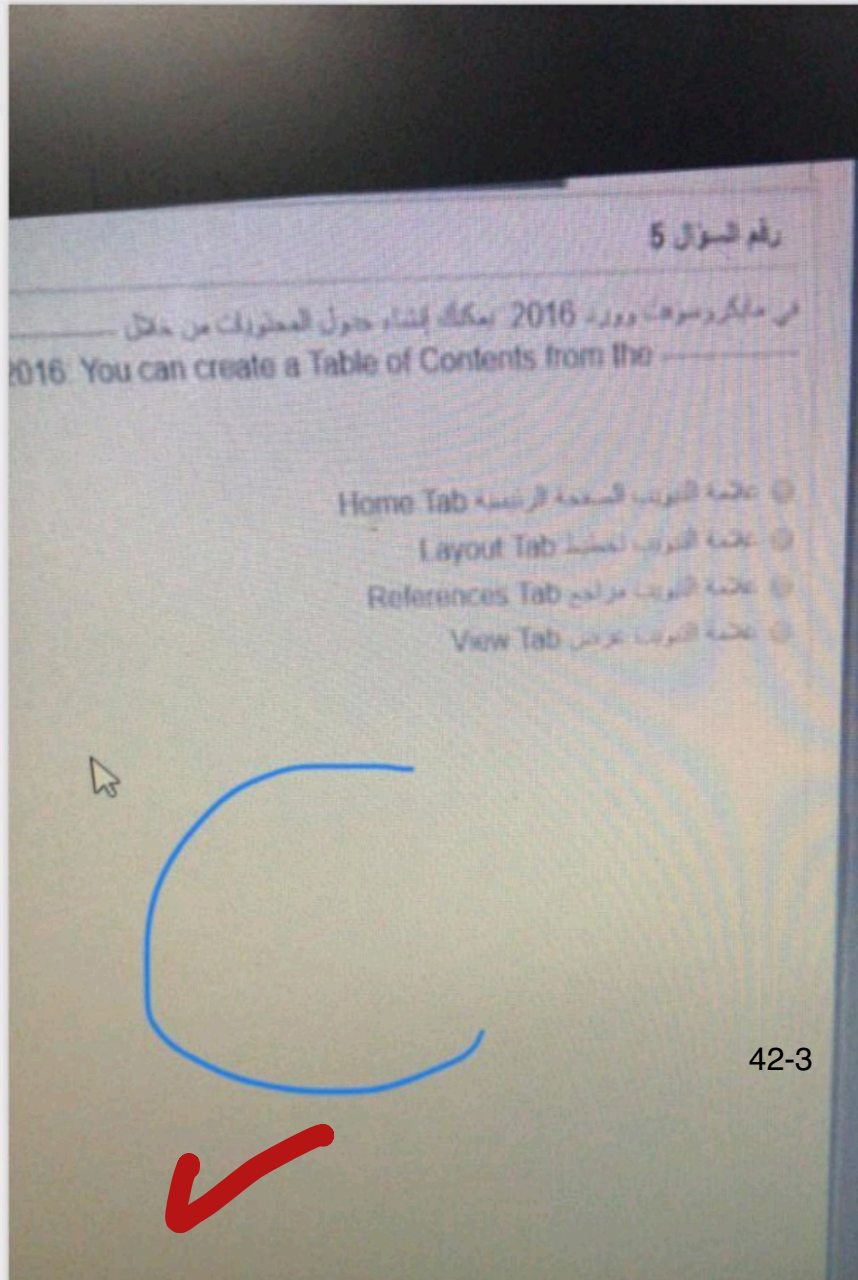 رقم السؤال 5
في مايكروسوفت وورد 2016 يمكنك إنشاء جدول المحتويات من خلال ـــــــــ
2016. You can create a Table of Contents from the ----------
علامة التبويب الصفحة الرئيسية Home Tab
علامة التبويب تخطيط Layout Tab
علامة التبويب مراجع References Tab
علامة التبويب عرض View Tab
C
42-3